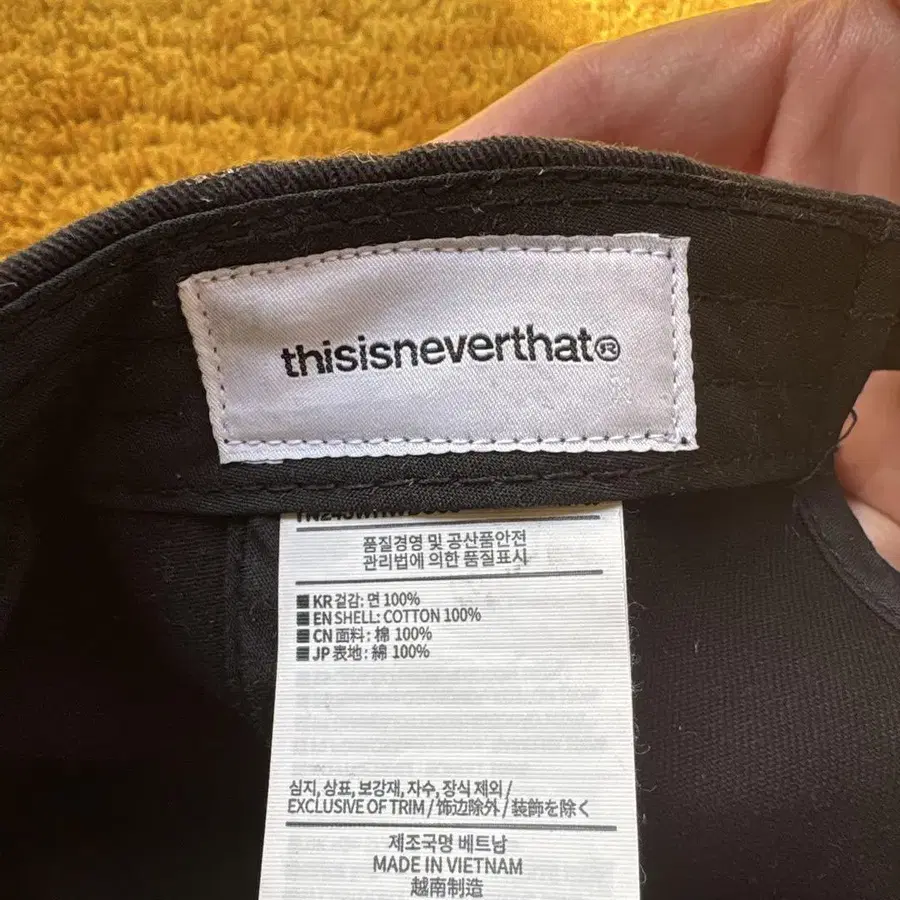 thisisneverthat®
품질경영 및 공산품안전
관리법에 의한 품질표시
KR 겉감: 면 100%
EN SHELL: COTTON 100%
CN 面料: 棉 100%
JP 表地: 綿 100%
심지, 상표, 보강재, 자수, 장식 제외 /
EXCLUSIVE OF TRIM / 饰边除外 / 装飾を除く
제조국명 베트남
MADE IN VIETNAM
越南制造